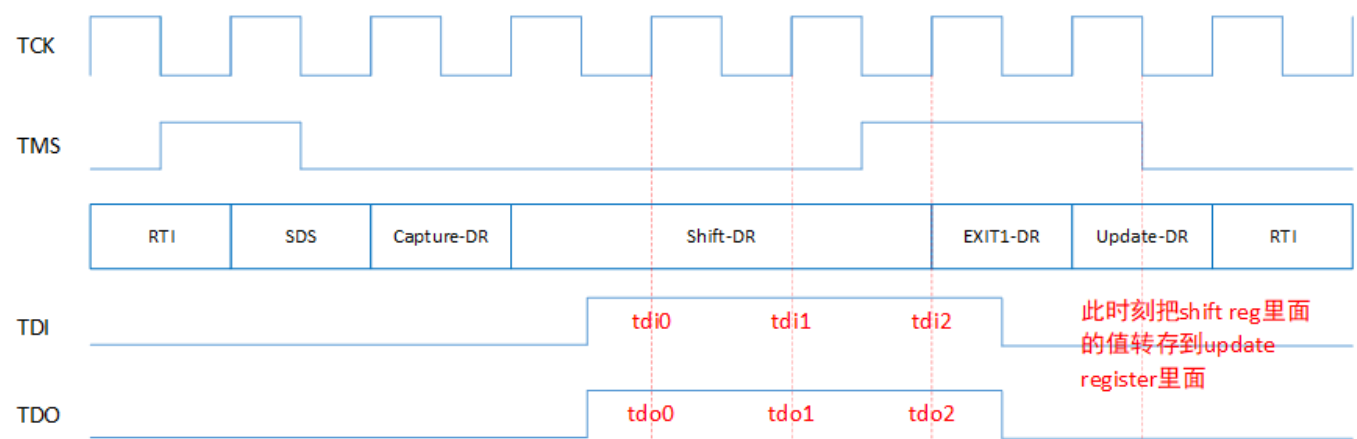 TCK
TMS
RTI SDS Capture-DR Shift-DR EXIT1-DR Update-DR RTI
TDI
tdi0 tdi1 tdi2
此时刻把shift reg里面
的值转存到update
register里面
TDO
tdo0 tdo1 tdo2